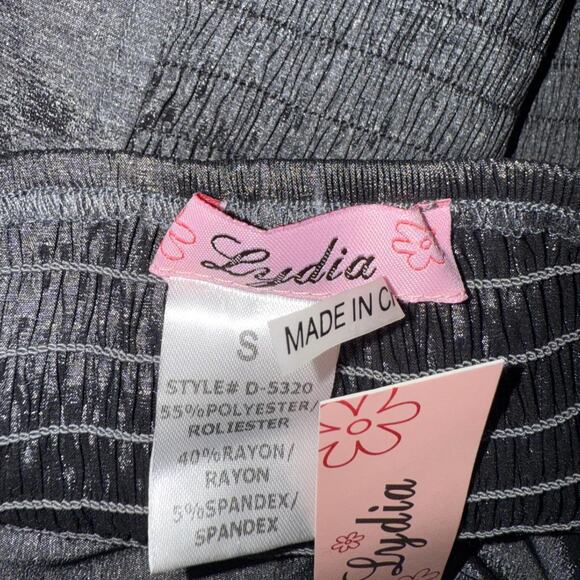 Lydia
S
MADE IN C
STYLE# D-5320
55%POLYESTER/
ROLIESTER
40%RAYON/
RAYON
5%SPANDEX/
SPANDEX
Lydia